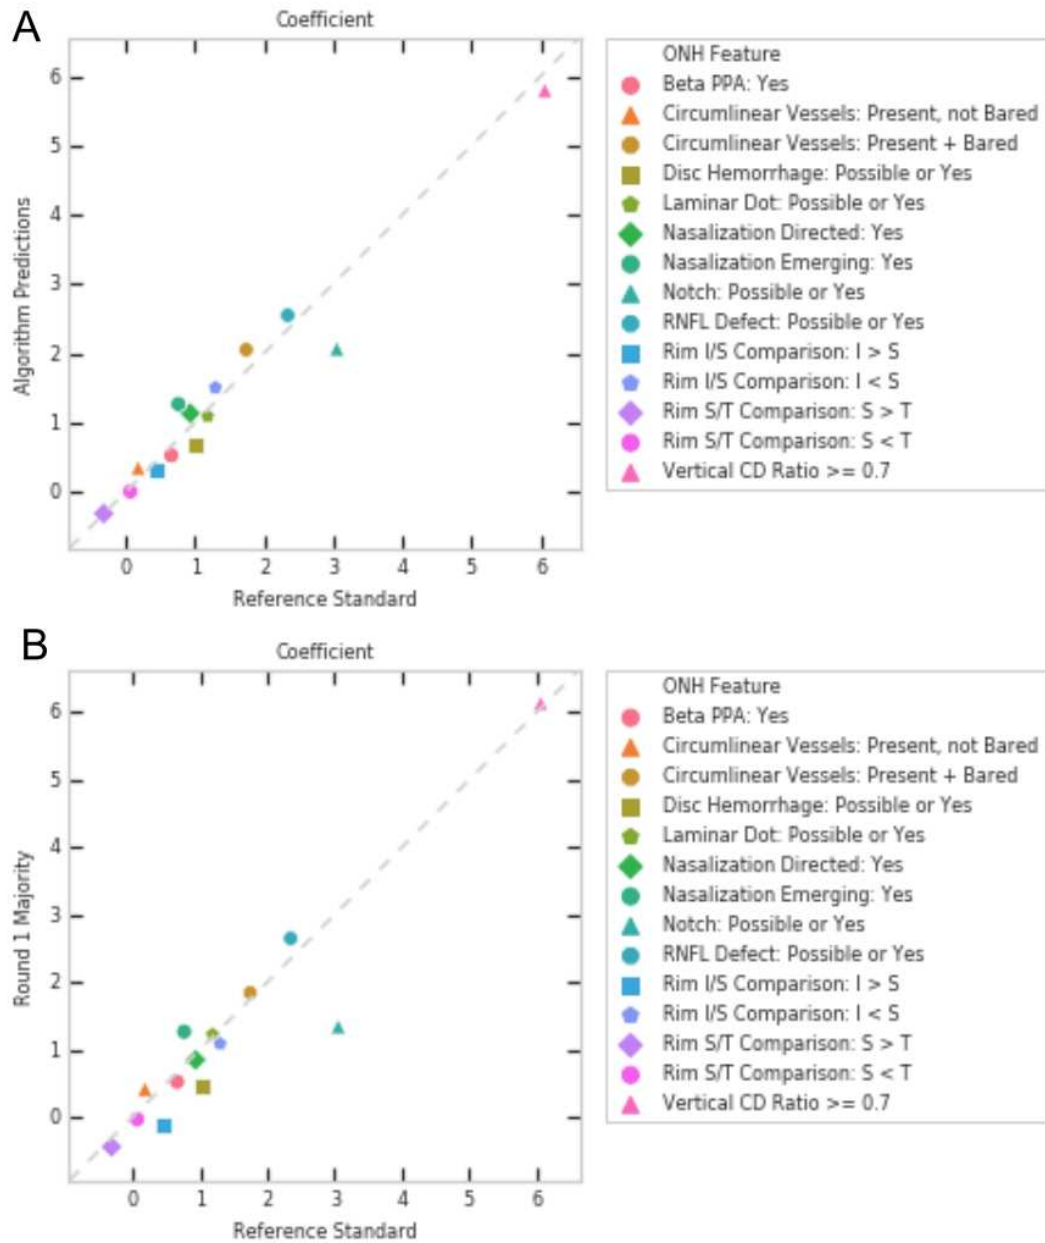 A
Coefficient
6
5
4
3
2
1
0
Algorithm Predictions
0 1 2 3 4 5 6
Reference Standard
ONH Feature
Beta PPA: Yes
Circumlinear Vessels: Present, not Bared
Circumlinear Vessels: Present + Bared
Disc Hemorrhage: Possible or Yes
Laminar Dot: Possible or Yes
Nasalization Directed: Yes
Nasalization Emerging: Yes
Notch: Possible or Yes
RNFL Defect: Possible or Yes
Rim I/S Comparison: I > S
Rim I/S Comparison: I < S
Rim S/T Comparison: S > T
Rim S/T Comparison: S < T
Vertical CD Ratio >= 0.7
B
Coefficient
6
5
4
3
2
1
0
Round 1 Majority
0 1 2 3 4 5 6
Reference Standard
ONH Feature
Beta PPA: Yes
Circumlinear Vessels: Present, not Bared
Circumlinear Vessels: Present + Bared
Disc Hemorrhage: Possible or Yes
Laminar Dot: Possible or Yes
Nasalization Directed: Yes
Nasalization Emerging: Yes
Notch: Possible or Yes
RNFL Defect: Possible or Yes
Rim I/S Comparison: I > S
Rim I/S Comparison: I < S
Rim S/T Comparison: S > T
Rim S/T Comparison: S < T
Vertical CD Ratio >= 0.7